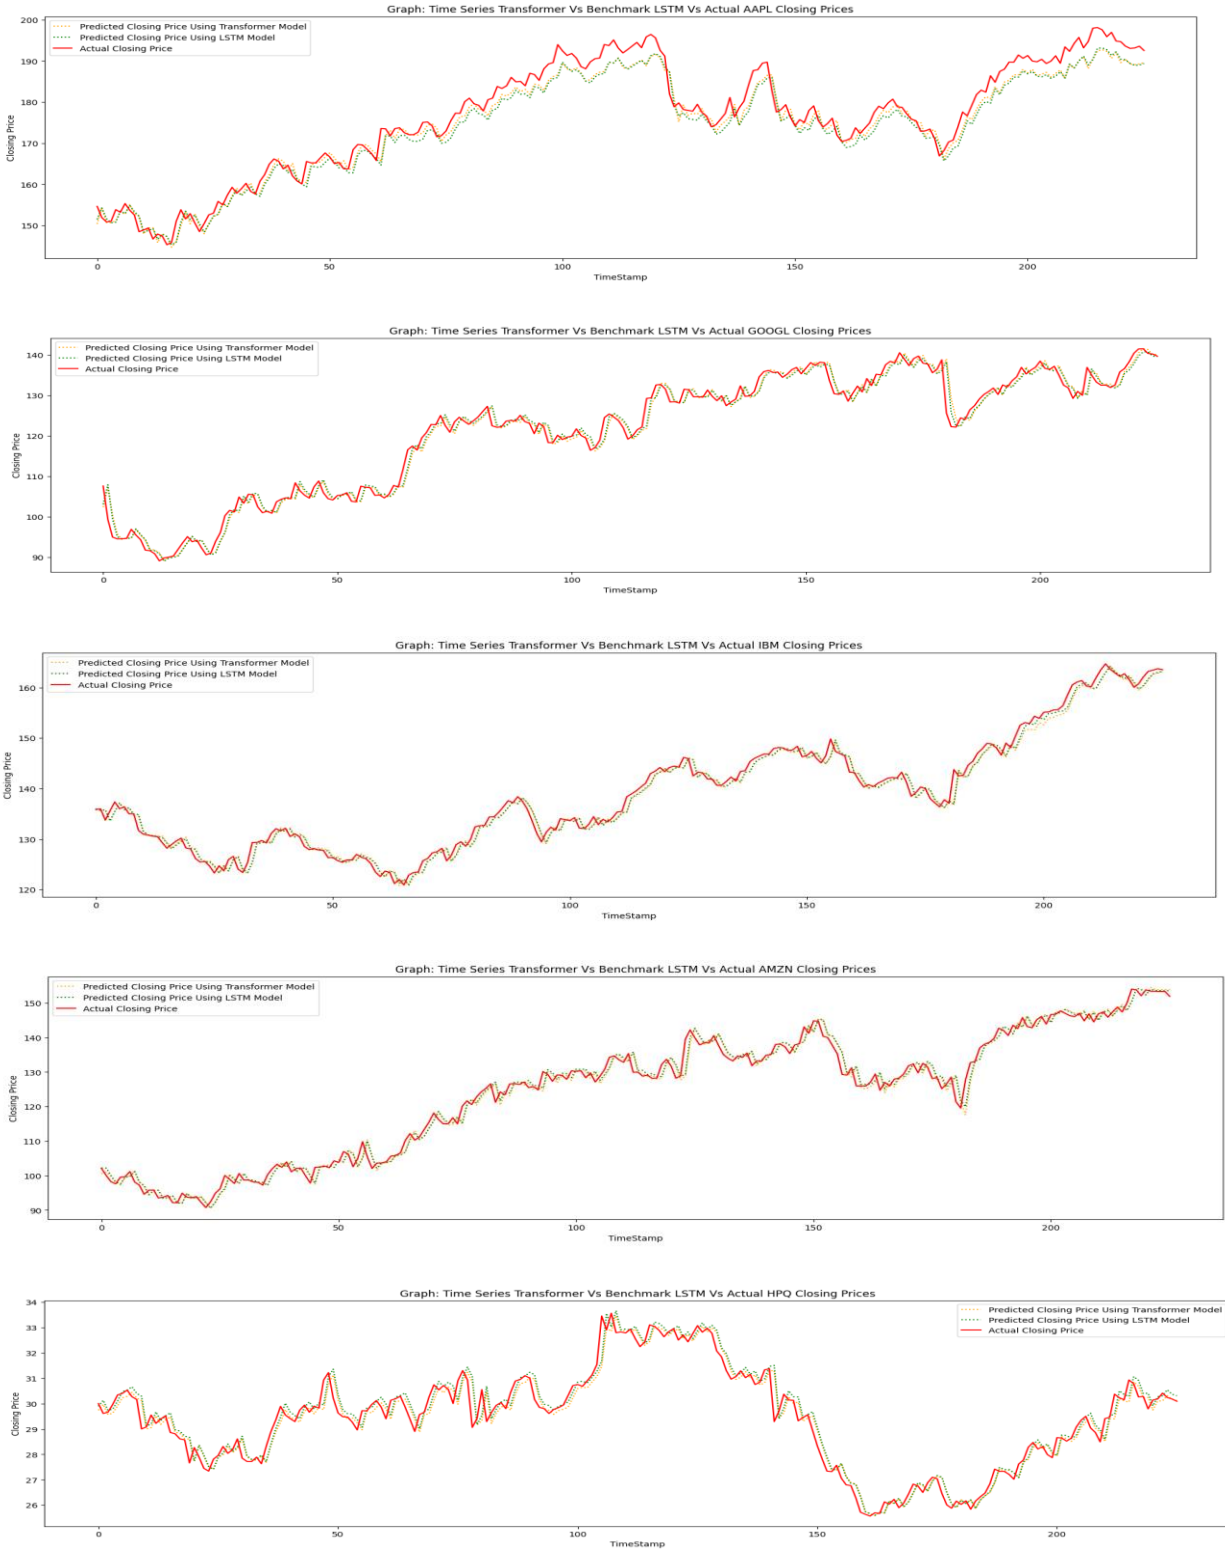 Graph: Time Series Transformer Vs Benchmark LSTM Vs Actual AAPL Closing Prices
Predicted Closing Price Using Transformer Model
Predicted Closing Price Using LSTM Model
Actual Closing Price
200
190
180
170
160
150
Closing Price
0 50 100 150 200
TimeStamp
Graph: Time Series Transformer Vs Benchmark LSTM Vs Actual GOOGL Closing Prices
Predicted Closing Price Using Transformer Model
Predicted Closing Price Using LSTM Model
Actual Closing Price
140
130
120
110
100
90
Closing Price
0 50 100 150 200
TimeStamp
Graph: Time Series Transformer Vs Benchmark LSTM Vs Actual IBM Closing Prices
Predicted Closing Price Using Transformer Model
Predicted Closing Price Using LSTM Model
Actual Closing Price
160
150
140
130
120
Closing Price
0 50 100 150 200
TimeStamp
Graph: Time Series Transformer Vs Benchmark LSTM Vs Actual AMZN Closing Prices
Predicted Closing Price Using Transformer Model
Predicted Closing Price Using LSTM Model
Actual Closing Price
150
140
130
120
110
100
90
Closing Price
0 50 100 150 200
TimeStamp
Graph: Time Series Transformer Vs Benchmark LSTM Vs Actual HPQ Closing Prices
Predicted Closing Price Using Transformer Model
Predicted Closing Price Using LSTM Model
Actual Closing Price
34
33
32
31
30
29
28
27
26
Closing Price
0 50 100 150 200
TimeStamp